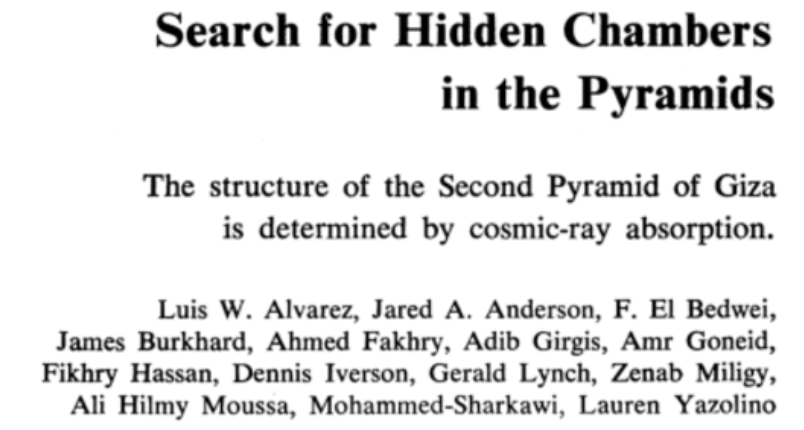 Search for Hidden Chambers
in the Pyramids
The structure of the Second Pyramid of Giza
is determined by cosmic-ray absorption.
Luis W. Alvarez, Jared A. Anderson, F. El Bedwei,
James Burkhard, Ahmed Fakhry, Adib Girgis, Amr Goneid,
Fikhry Hassan, Dennis Iverson, Gerald Lynch, Zenab Miligy,
Ali Hilmy Moussa, Mohammed-Sharkawi, Lauren Yazolino